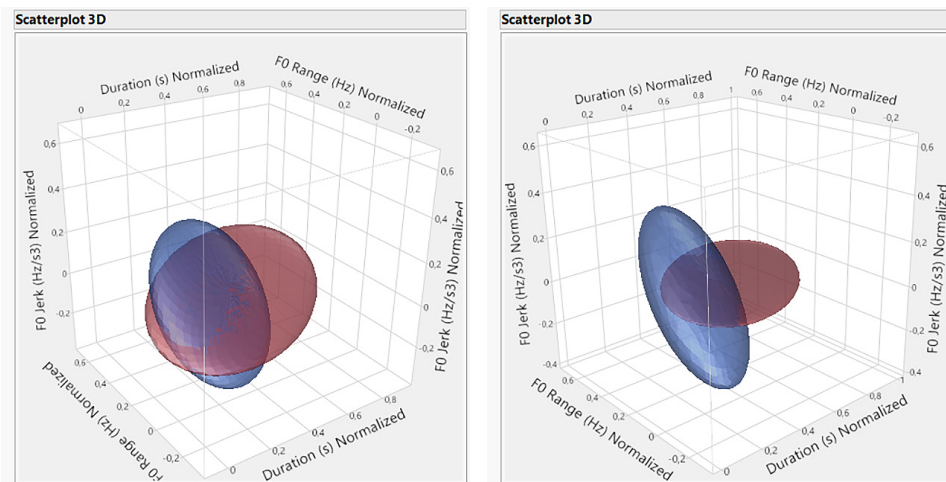 Scatterplot 3D
Duration (s) Normalized
F0 Range (Hz) Normalized
0 0,2 0,4 0,6 0,8
0,6 0,4 0,2 0 -0,2
F0 Jerk (Hz/s3) Normalized
0,6
0,4
0,2
0
-0,2
F0 Jerk (Hz/s3) Normalized
0,6
0,4
0,2
0
-0,2
F0 Range (Hz) Normalized
0,6 0,4 0,2 0 -0,2
Duration (s) Normalized
0 0,2 0,4 0,6 0,8
Scatterplot 3D
Duration (s) Normalized
F0 Range (Hz) Normalized
0 0,2 0,4 0,6 0,8 1
0,6 0,4 0,2 0 -0,2
F0 Jerk (Hz/s3) Normalized
0,6
0,4
0,2
0
-0,2
-0,4
F0 Jerk (Hz/s3) Normalized
0,6
0,4
0,2
0
-0,2
-0,4
F0 Range (Hz) Normalized
0,6 0,4 0,2 0 -0,2
Duration (s) Normalized
0 0,2 0,4 0,6 0,8 1